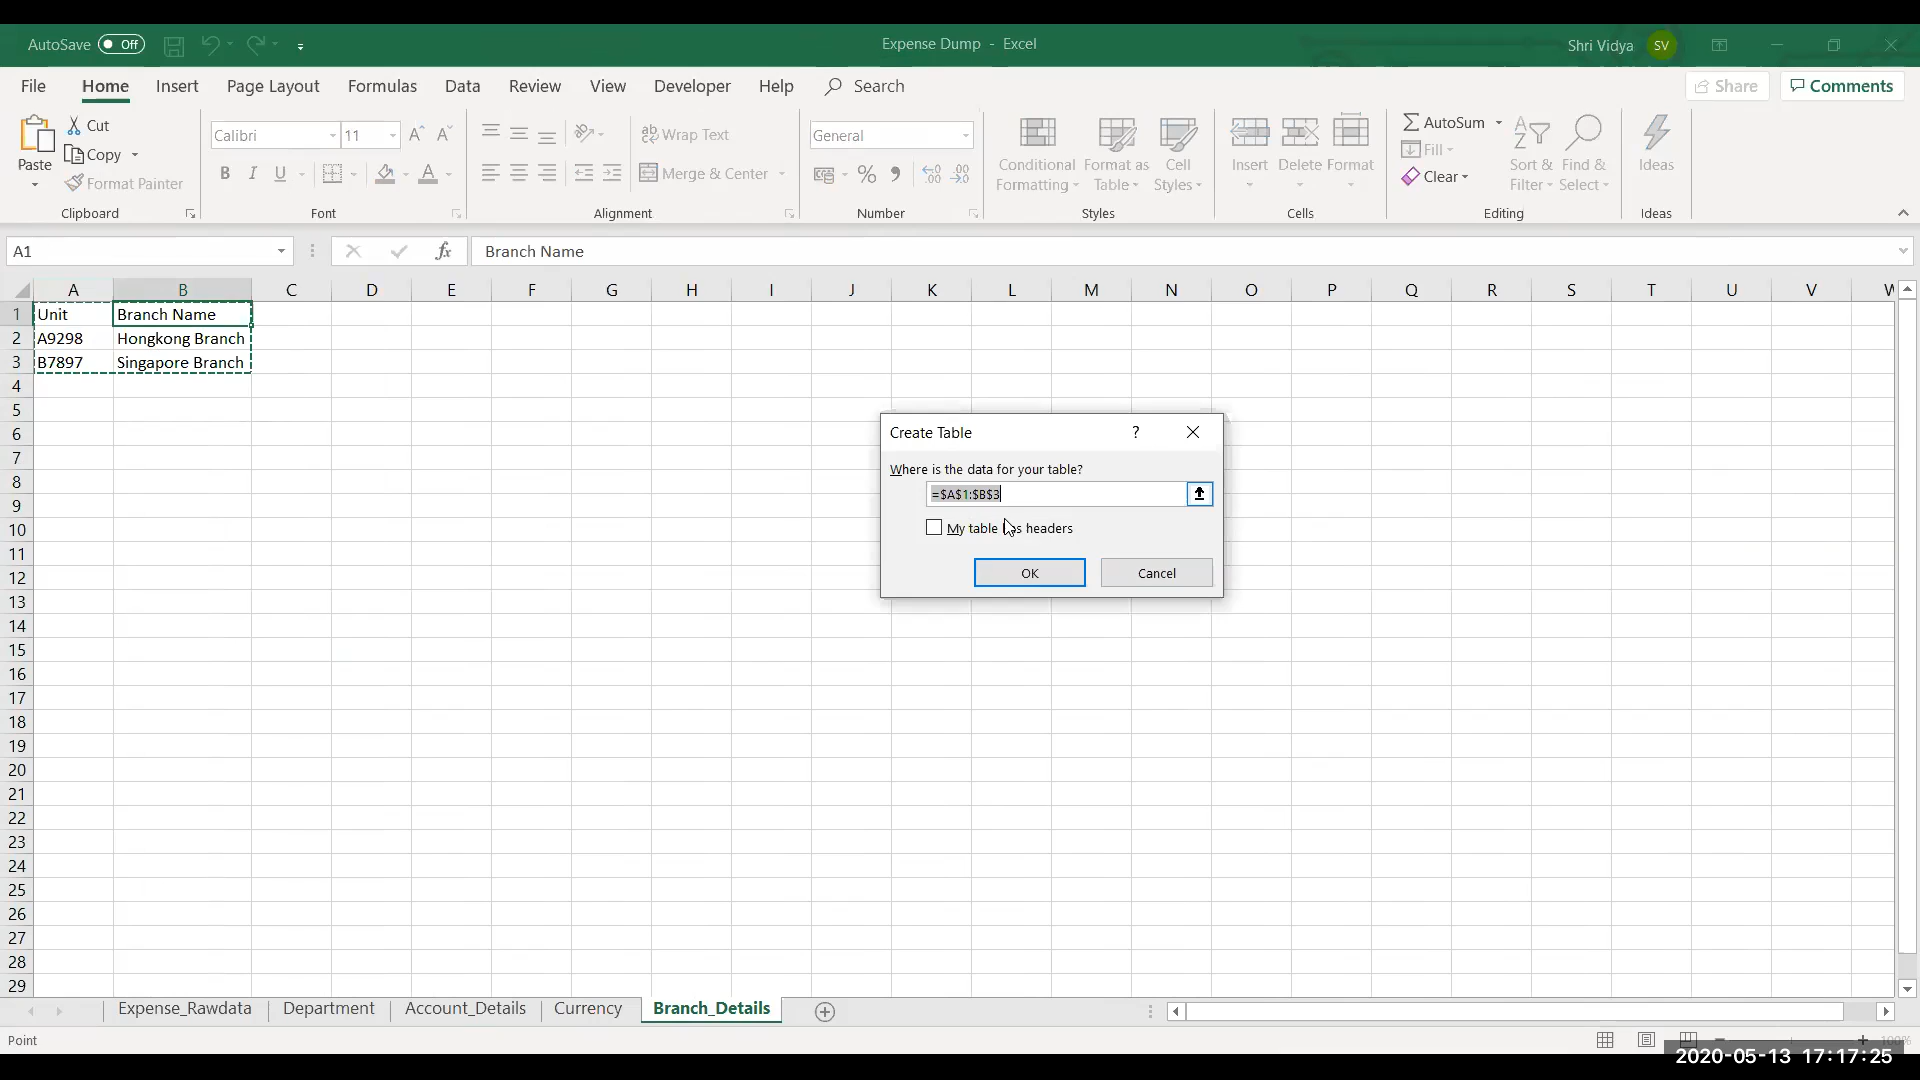 AutoSave Off
Expense Dump - Excel
Shri Vidya SV
File Home Insert Page Layout Formulas Data Review View Developer Help Search
Share Comments
Paste
Cut
Copy
Format Painter
Clipboard
Calibri 11
B I U
Font
Wrap Text
Merge & Center
Alignment
General
Number
Conditional Formatting
Format as Table
Cell Styles
Styles
Insert Delete Format
Cells
AutoSum
Fill
Clear
Sort & Filter
Find & Select
Editing
Ideas
Ideas
A1
fx
Branch Name
A B C D E F G H I J K L M N O P Q R S T U V W
1 Unit Branch Name
2 A9298 Hongkong Branch
3 B7897 Singapore Branch
4
5
6
7
8
9
10
11
12
13
14
15
16
17
18
19
20
21
22
23
24
25
26
27
28
29
Create Table ?
Where is the data for your table?
=$A$1:$B$3
My table has headers
OK Cancel
Expense_Rawdata Department Account_Details Currency Branch_Details
Point
100%
2020-05-13 17:17:25